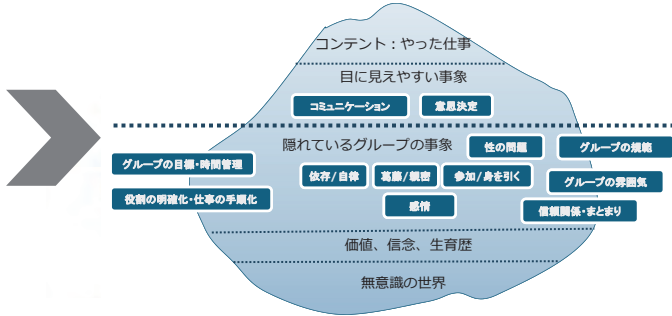 コンテント：やった仕事
目に見えやすい事象
コミュニケーション
意思決定
隠れているグループの事象
性の問題
グループの規範
グループの目標・時間管理
依存/自律
葛藤/親密
参加/身を引く
グループの雰囲気
役割の明確化・仕事の手順化
感情
信頼関係・まとまり
価値、信念、生育歴
無意識の世界